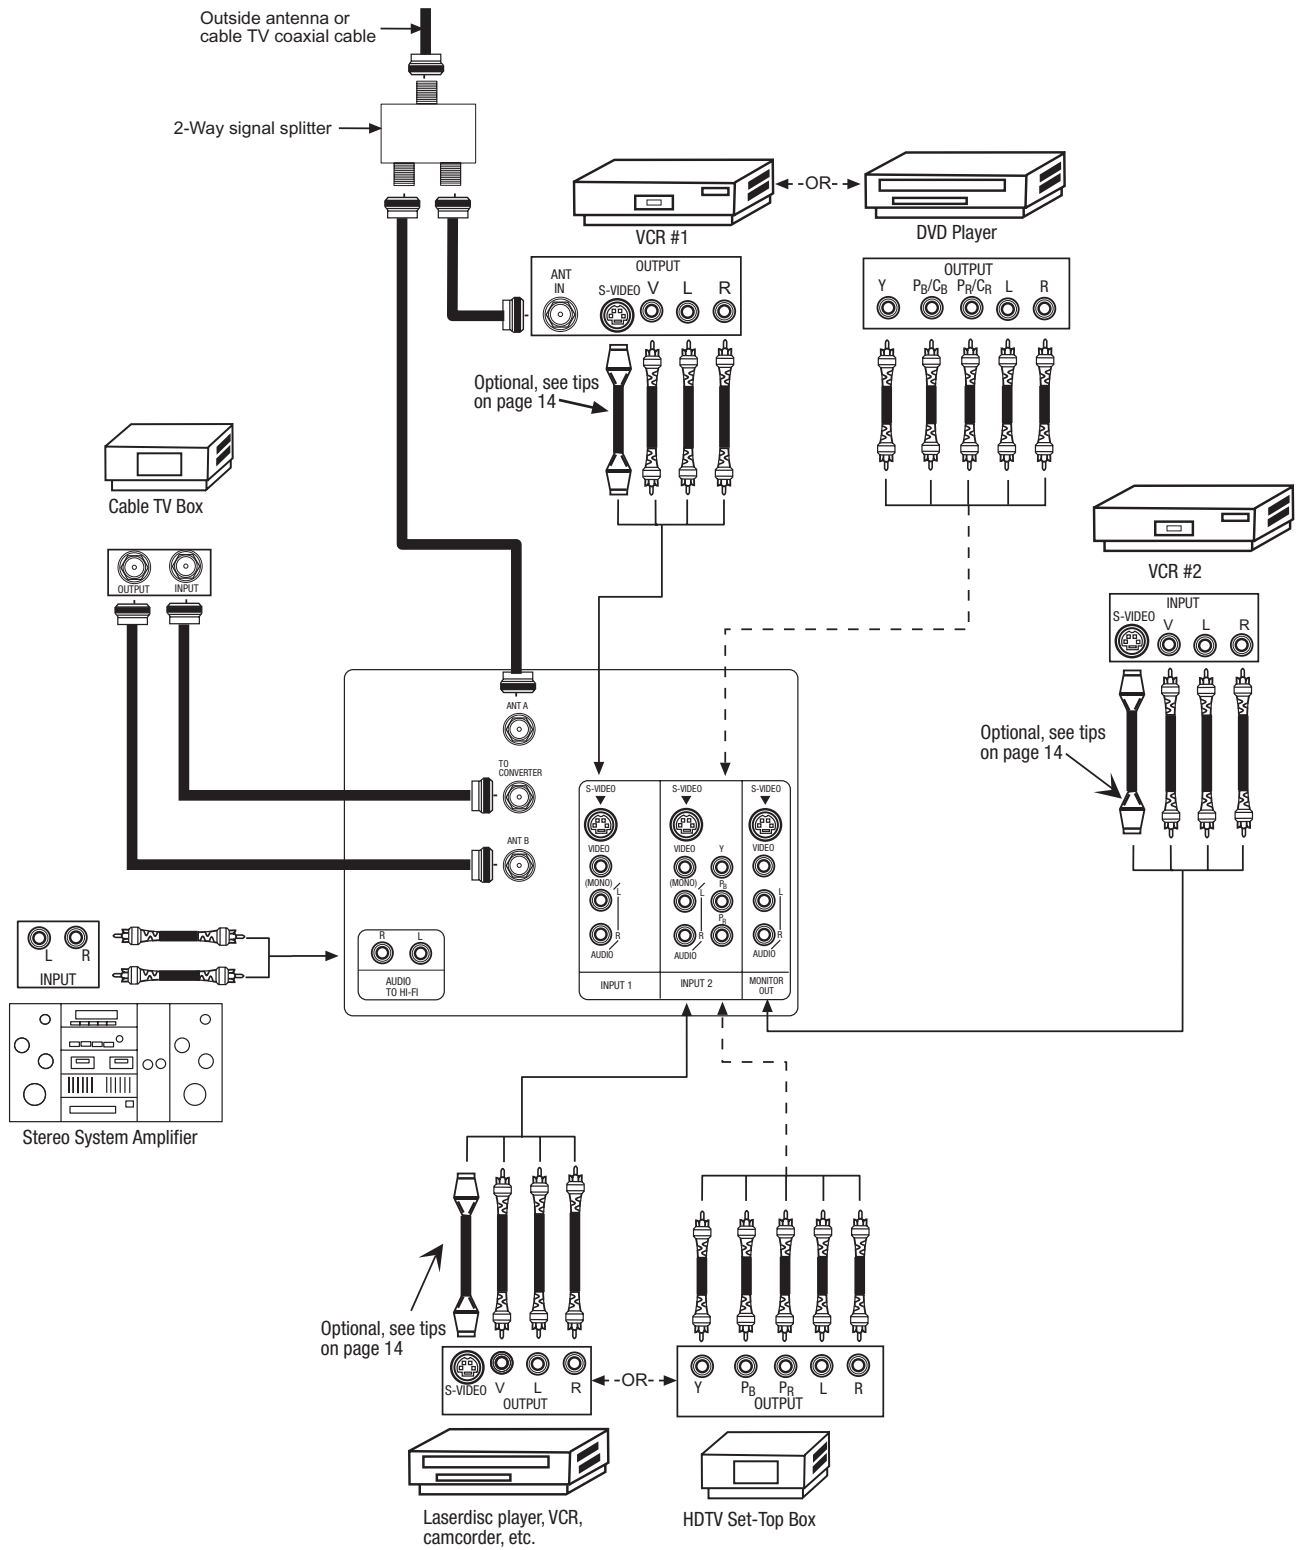 Outside antenna or
cable TV coaxial cable
2-Way signal splitter
-OR-
VCR #1
DVD Player
OUTPUT
ANT
IN
S-VIDEO V L R
OUTPUT
Y PB/CB PR/CR L R
Optional, see tips
on page 14
Cable TV Box
OUTPUT INPUT
VCR #2
INPUT
S-VIDEO V L R
Optional, see tips
on page 14
ANT A
TO
CONVERTER
ANT B
S-VIDEO
VIDEO
(MONO)
L
R
AUDIO
INPUT 1
S-VIDEO
VIDEO
(MONO)
L
R
AUDIO
Y
PB
PR
INPUT 2
S-VIDEO
VIDEO
L
R
AUDIO
MONITOR
OUT
R L
AUDIO
TO HI-FI
L R
INPUT
Stereo System Amplifier
Optional, see tips
on page 14
S-VIDEO V L R
OUTPUT
-OR-
Y PB PR L R
OUTPUT
Laserdisc player, VCR,
camcorder, etc.
HDTV Set-Top Box